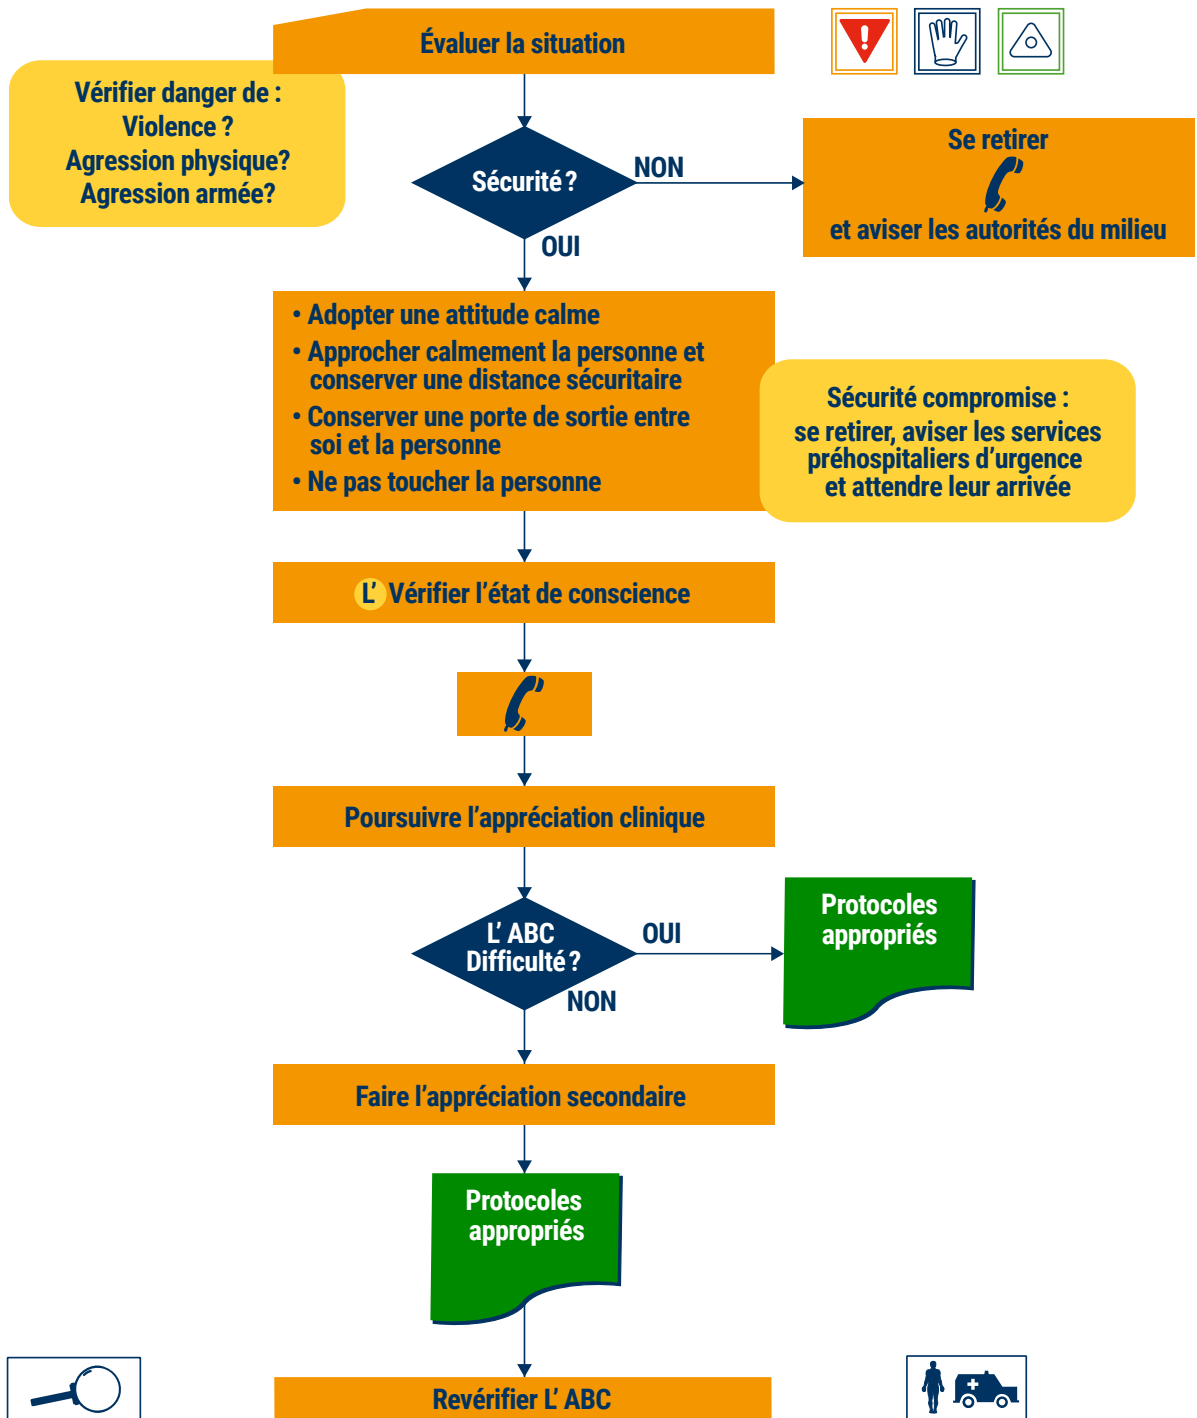 Évaluer la situation
Vérifier danger de :
Violence ?
Agression physique?
Agression armée?
Sécurité ?
NON
Se retirer
et aviser les autorités du milieu
OUI
• Adopter une attitude calme
• Approcher calmement la personne et
conserver une distance sécuritaire
• Conserver une porte de sortie entre
soi et la personne
• Ne pas toucher la personne
Sécurité compromise :
se retirer, aviser les services
préhospitaliers d’urgence
et attendre leur arrivée
L’ Vérifier l’état de conscience
Poursuivre l’appréciation clinique
L’ ABC
Difficulté ?
OUI
Protocoles
appropriés
NON
Faire l’appréciation secondaire
Protocoles
appropriés
Revérifier L’ ABC